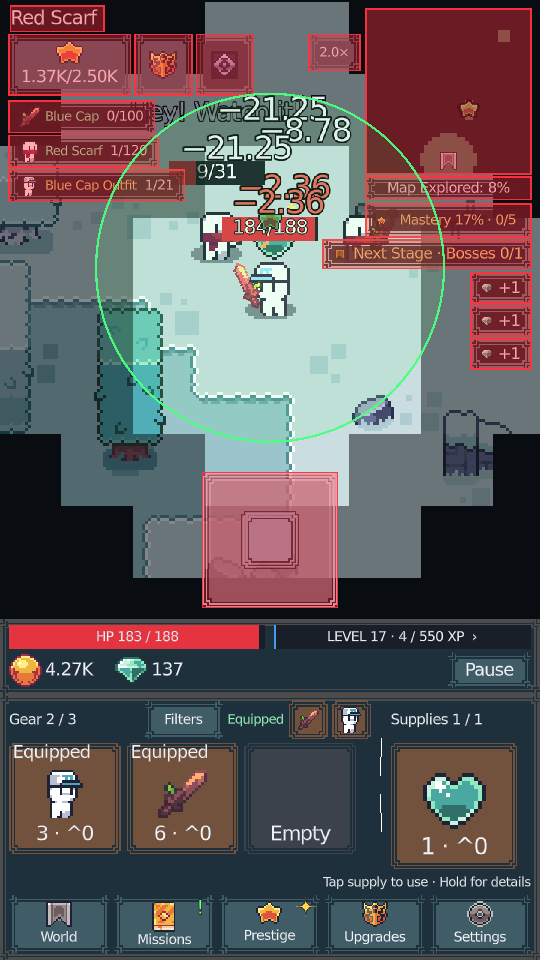 Red Scarf
1.37K/2.50K
2.0×
Blue Cap 0/100
Red Scarf 1/120
Blue Cap Outfit 1/21
−21.25
−8.78
−21.25
9/31
−2.36
−2.36
184/188
Map Explored: 8%
Mastery 17% · 0/5
Next Stage · Bosses 0/1
+1
+1
+1
HP 183 / 188
LEVEL 17 · 4 / 550 XP ›
4.27K
137
Pause
Gear 2 / 3
Filters
Equipped
Supplies 1 / 1
Equipped
3 · ^0
Equipped
6 · ^0
Empty
1 · ^0
Tap supply to use · Hold for details
World
Missions
!
Prestige
Upgrades
Settings